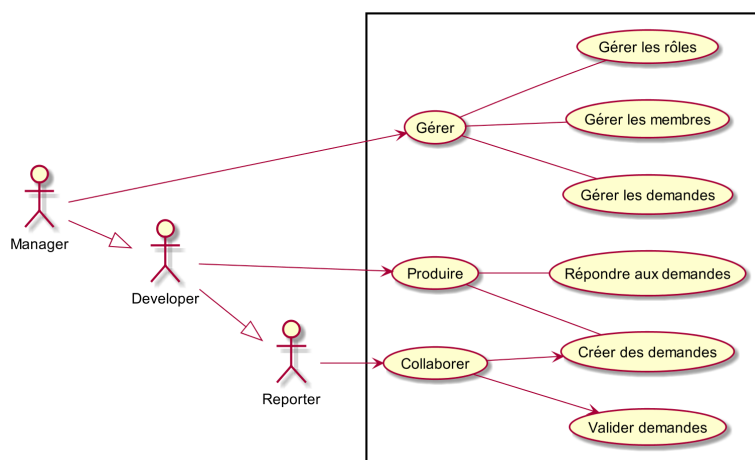 Gérer les rôles
Gérer
Gérer les membres
Gérer les demandes
Manager
Developer
Produire
Répondre aux demandes
Reporter
Collaborer
Créer des demandes
Valider demandes